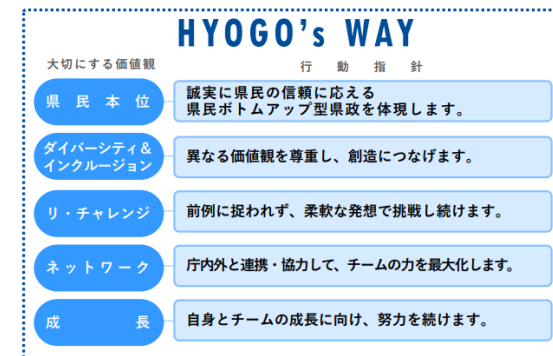 HYOGO's WAY
大切にする価値観
行動指針
県民本位
誠実に県民の信頼に応える
県民ボトムアップ型県政を体現します。
ダイバーシティ&
インクルージョン
異なる価値観を尊重し、創造につなげます。
リ・チャレンジ
前例に捉われず、柔軟な発想で挑戦し続けます。
ネットワーク
庁内外と連携・協力して、チームの力を最大化します。
成長
自身とチームの成長に向け、努力を続けます。